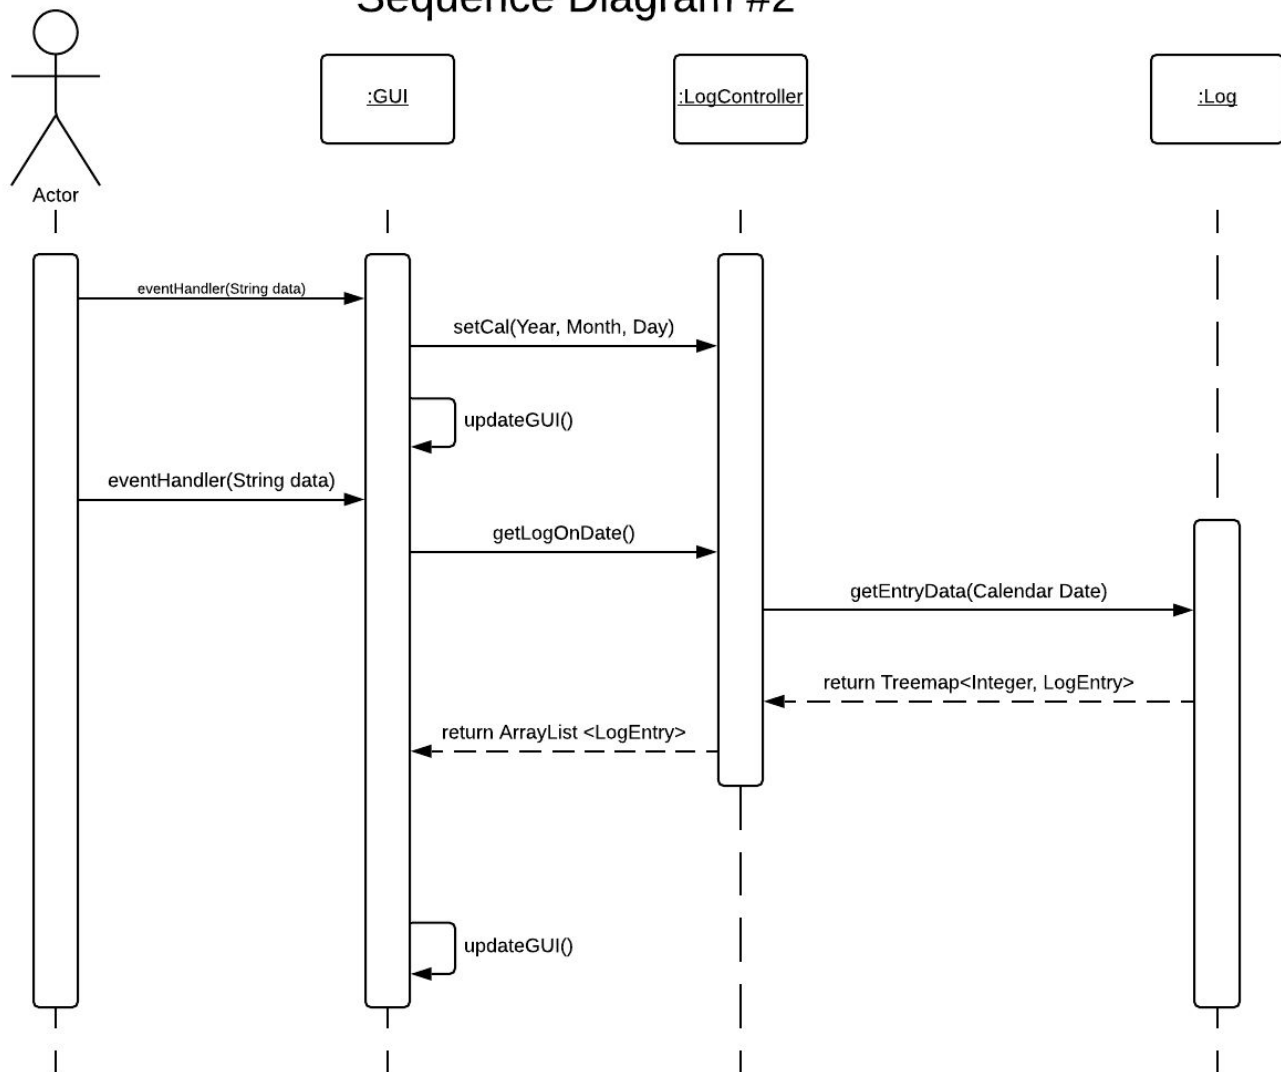 Sequence Diagram #2
:GUI
:LogController
:Log
Actor
eventHandler(String data)
setCal(Year, Month, Day)
updateGUI()
eventHandler(String data)
getLogOnDate()
getEntryData(Calendar Date)
return Treemap<Integer, LogEntry>
return ArrayList <LogEntry>
updateGUI()